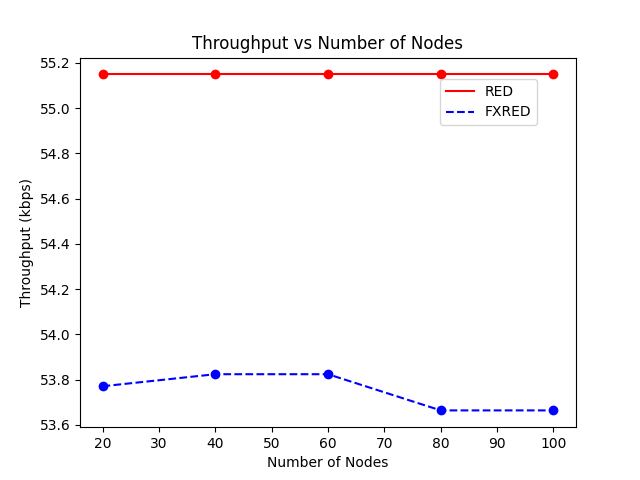 Throughput vs Number of Nodes
55.2
55.0
54.8
54.6
54.4
54.2
54.0
53.8
53.6
Throughput (kbps)
RED
FXRED
20 30 40 50 60 70 80 90 100
Number of Nodes